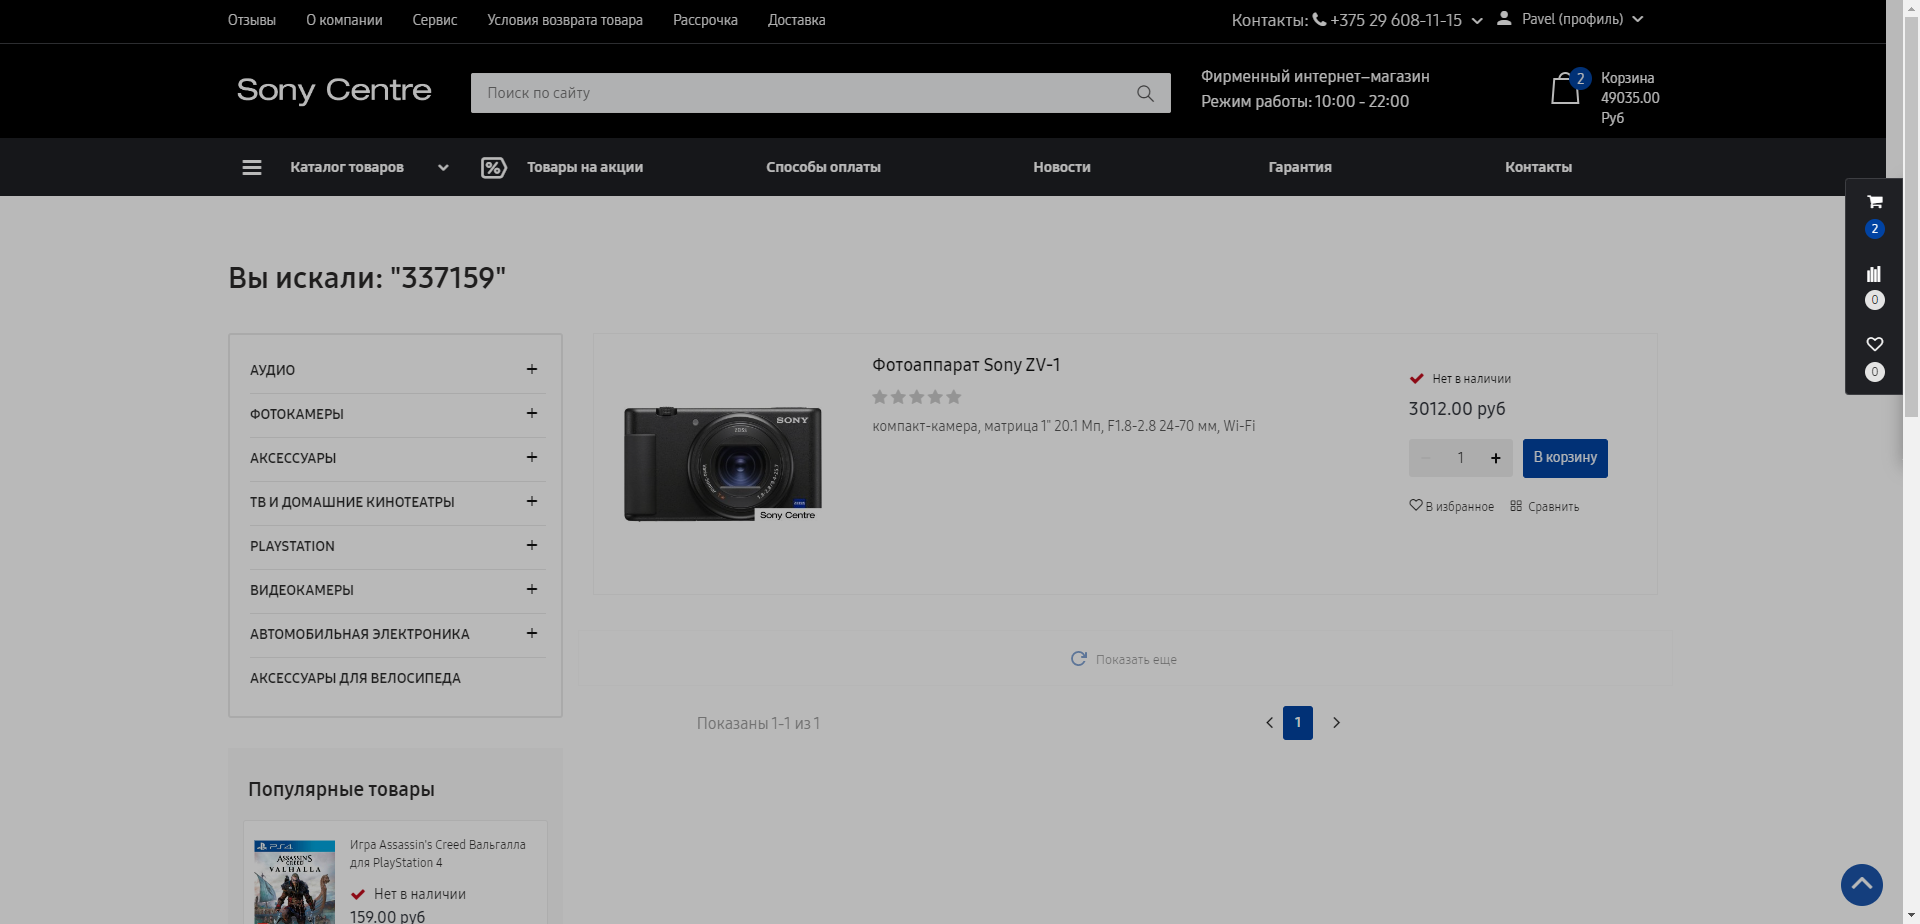 Отзывы О компании Сервис Условия возврата товара Рассрочка Доставка Контакты: +375 29 608-11-15 Pavel (профиль)
Sony Centre
Поиск по сайту
Фирменный интернет–магазин
Режим работы: 10:00 - 22:00
2
Корзина
49035.00
Руб
Каталог товаров Товары на акции Способы оплаты Новости Гарантия Контакты
2
0
0
Вы искали: "337159"
АУДИО +
ФОТОКАМЕРЫ +
АКСЕССУАРЫ +
ТВ И ДОМАШНИЕ КИНОТЕАТРЫ +
PLAYSTATION +
ВИДЕОКАМЕРЫ +
АВТОМОБИЛЬНАЯ ЭЛЕКТРОНИКА +
АКСЕССУАРЫ ДЛЯ ВЕЛОСИПЕДА
SONY
Sony Centre
Фотоаппарат Sony ZV-1
компакт-камера, матрица 1" 20.1 Мп, F1.8-2.8 24-70 мм, Wi-Fi
Нет в наличии
3012.00 руб
– 1 + В корзину
В избранное Сравнить
Показать еще
Показаны 1-1 из 1
1
Популярные товары
PS4
ASSASSIN'S
CREED
VALHALLA
Игра Assassin's Creed Вальгалла
для PlayStation 4
Нет в наличии
159.00 руб